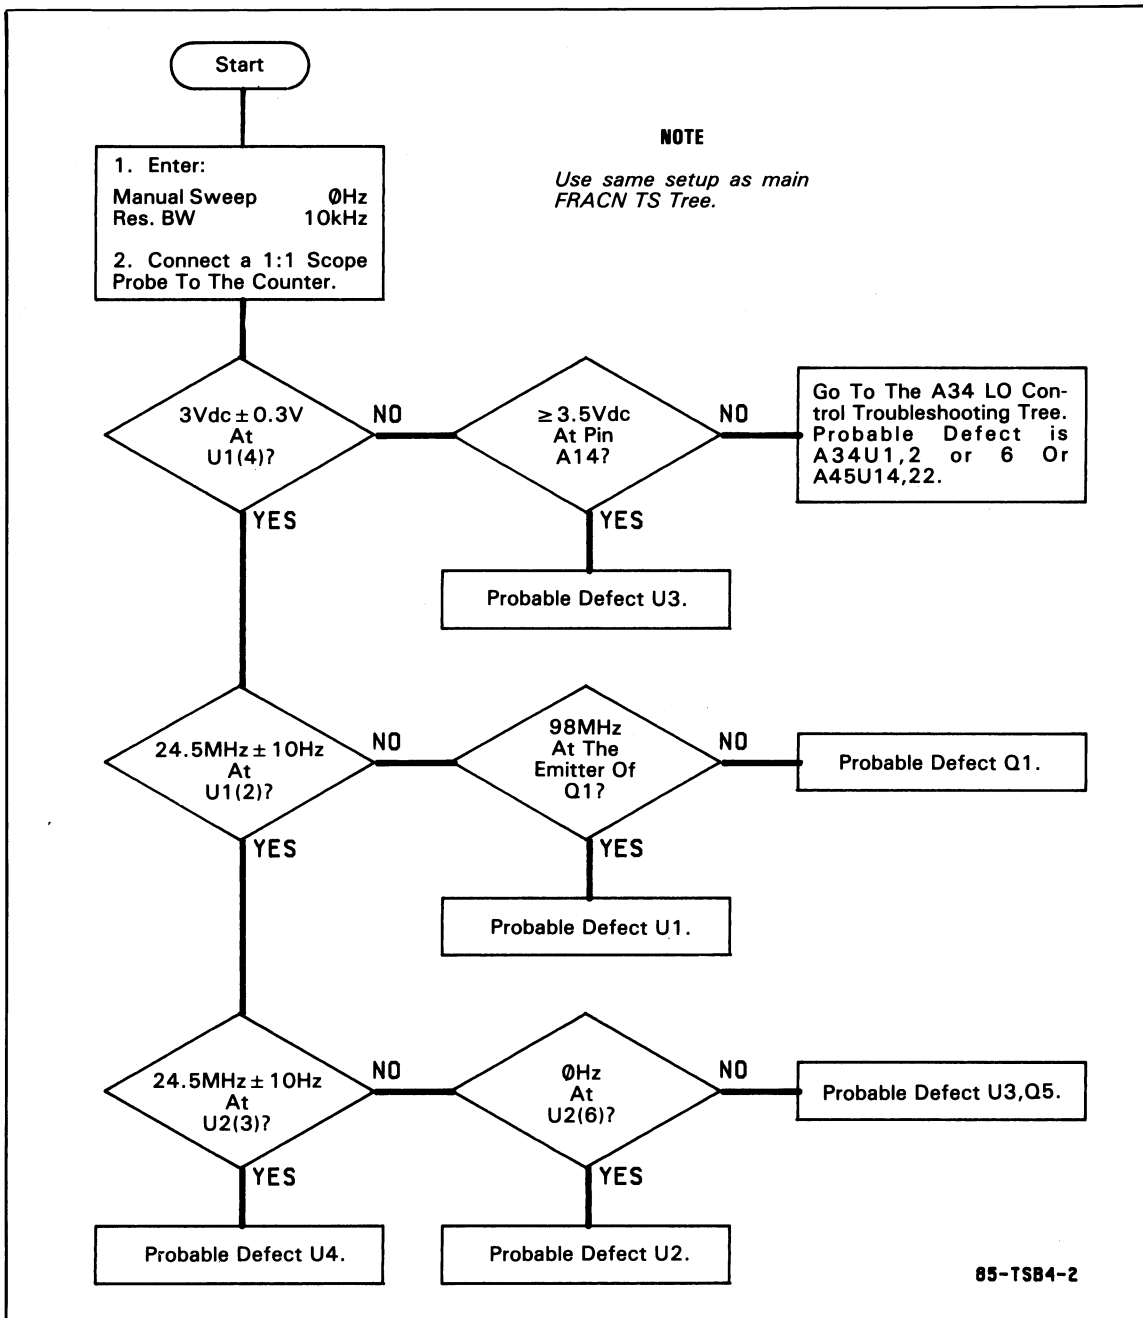 Start
NOTE
Use same setup as main
FRACN TS Tree.
1. Enter:
Manual Sweep 0Hz
Res. BW 10kHz
2. Connect a 1:1 Scope
Probe To The Counter.
3Vdc ± 0.3V
At
U1(4)?
NO
≥ 3.5Vdc
At Pin
A14?
NO
Go To The A34 LO Con-
trol Troubleshooting Tree.
Probable Defect is
A34U1,2 or 6 Or
A45U14,22.
YES
YES
Probable Defect U3.
24.5MHz ± 10Hz
At
U1(2)?
NO
98MHz
At The
Emitter Of
Q1?
NO
Probable Defect Q1.
YES
YES
Probable Defect U1.
24.5MHz ± 10Hz
At
U2(3)?
NO
0Hz
At
U2(6)?
NO
Probable Defect U3,Q5.
YES
YES
Probable Defect U4.
Probable Defect U2.
85-TSB4-2